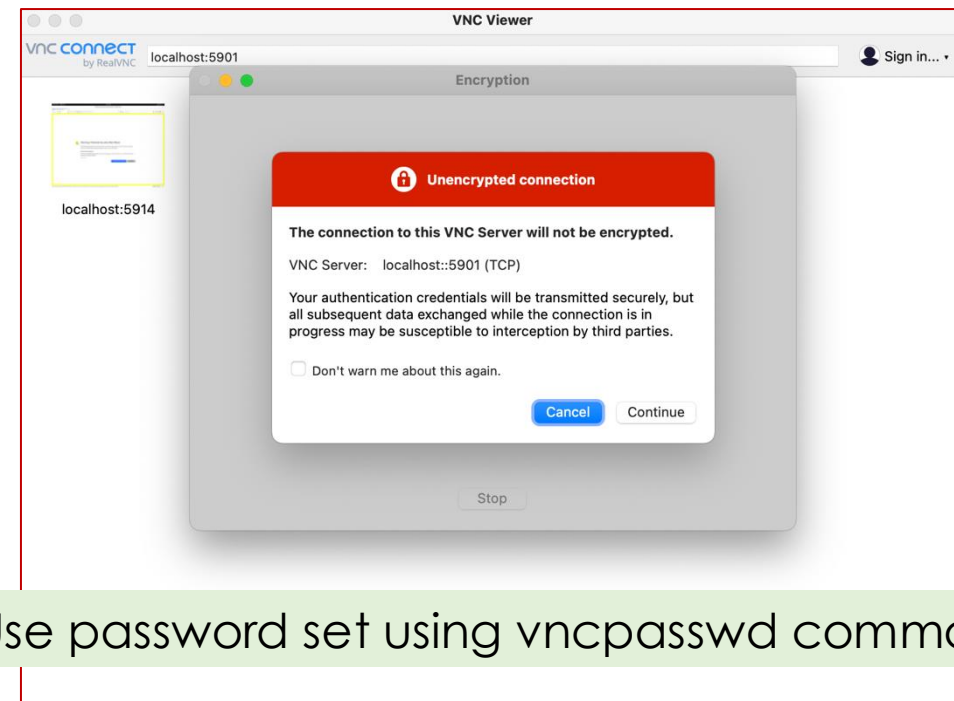 VNC Viewer
vnc connect
by RealVNC
localhost:5901
Sign in...
Encryption
localhost:5914
Unencrypted connection
The connection to this VNC Server will not be encrypted.
VNC Server: localhost::5901 (TCP)
Your authentication credentials will be transmitted securely, but
all subsequent data exchanged while the connection is in
progress may be susceptible to interception by third parties.
Don't warn me about this again.
Cancel Continue
Stop
password set using vncpasswd